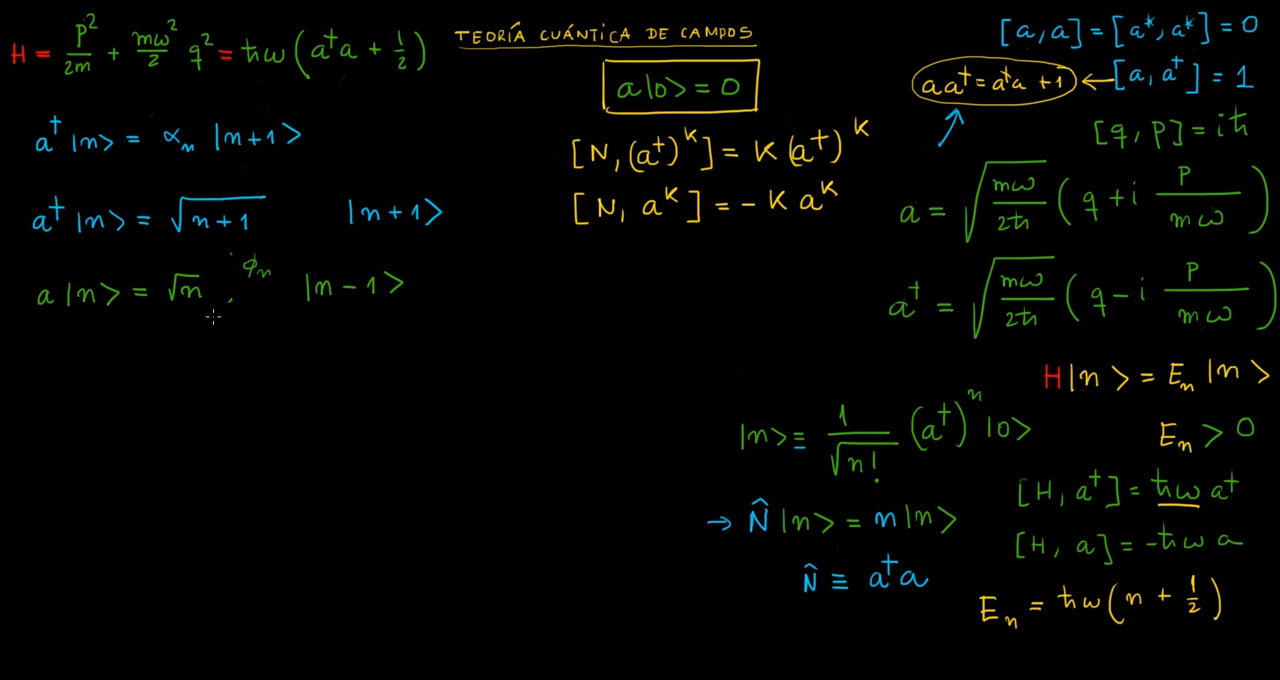 TEORÍA CUÁNTICA DE CAMPOS
H = p²/2m + mω²/2 q² = ħω(a†a + 1/2)
a†|n> = αₙ |n+1>
a†|n> = √(n+1) |n+1>
a|n> = √n . ⁱ ᵠₙ |n-1>
a|0> = 0
[N, (a†)^K] = K (a†)^K
[N, a^K] = - K a^K
[a, a] = [a^k, a^k] = 0
aa† = a†a + 1 ← [a, a†] = 1
[q, p] = iħ
a = √(mω/2ħ) (q + i p/mω)
a† = √(mω/2ħ) (q - i p/mω)
H|n> = Eₙ|n>
|n> ≡ 1/√n! (a†)ⁿ |0>
Eₙ > 0
[H, a†] = ħω a†
→ N̂|n> = n|n>
[H, a] = -ħω a
N̂ ≡ a†a
Eₙ = ħω(n + 1/2)